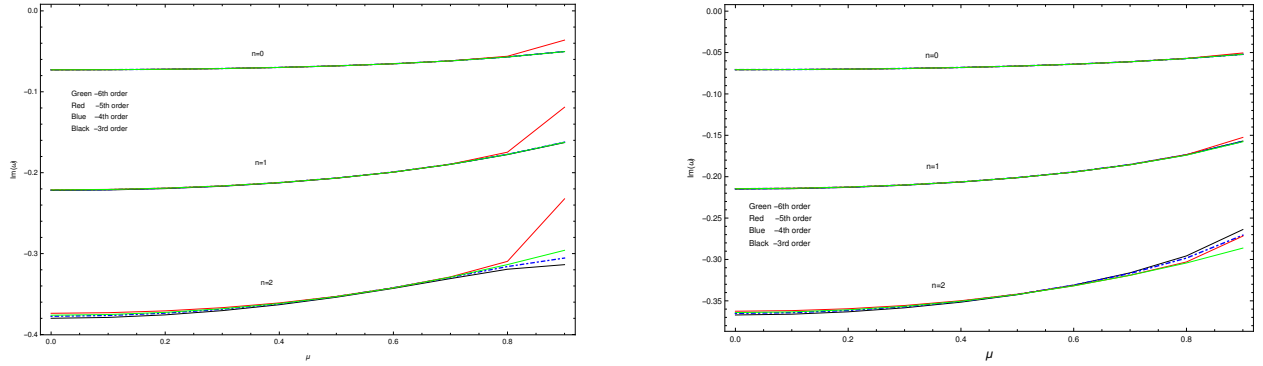 0.0
-0.1
-0.2
-0.3
-0.4
Im(ω)
n=0
Green -6th order
Red -5th order
Blue -4th order
Black -3rd order
n=1
n=2
0.0 0.2 0.4 0.6 0.8
μ
0.00
-0.05
-0.10
-0.15
-0.20
-0.25
-0.30
-0.35
Im(ω)
n=0
n=1
Green -6th order
Red -5th order
Blue -4th order
Black -3rd order
n=2
0.0 0.2 0.4 0.6 0.8
μ